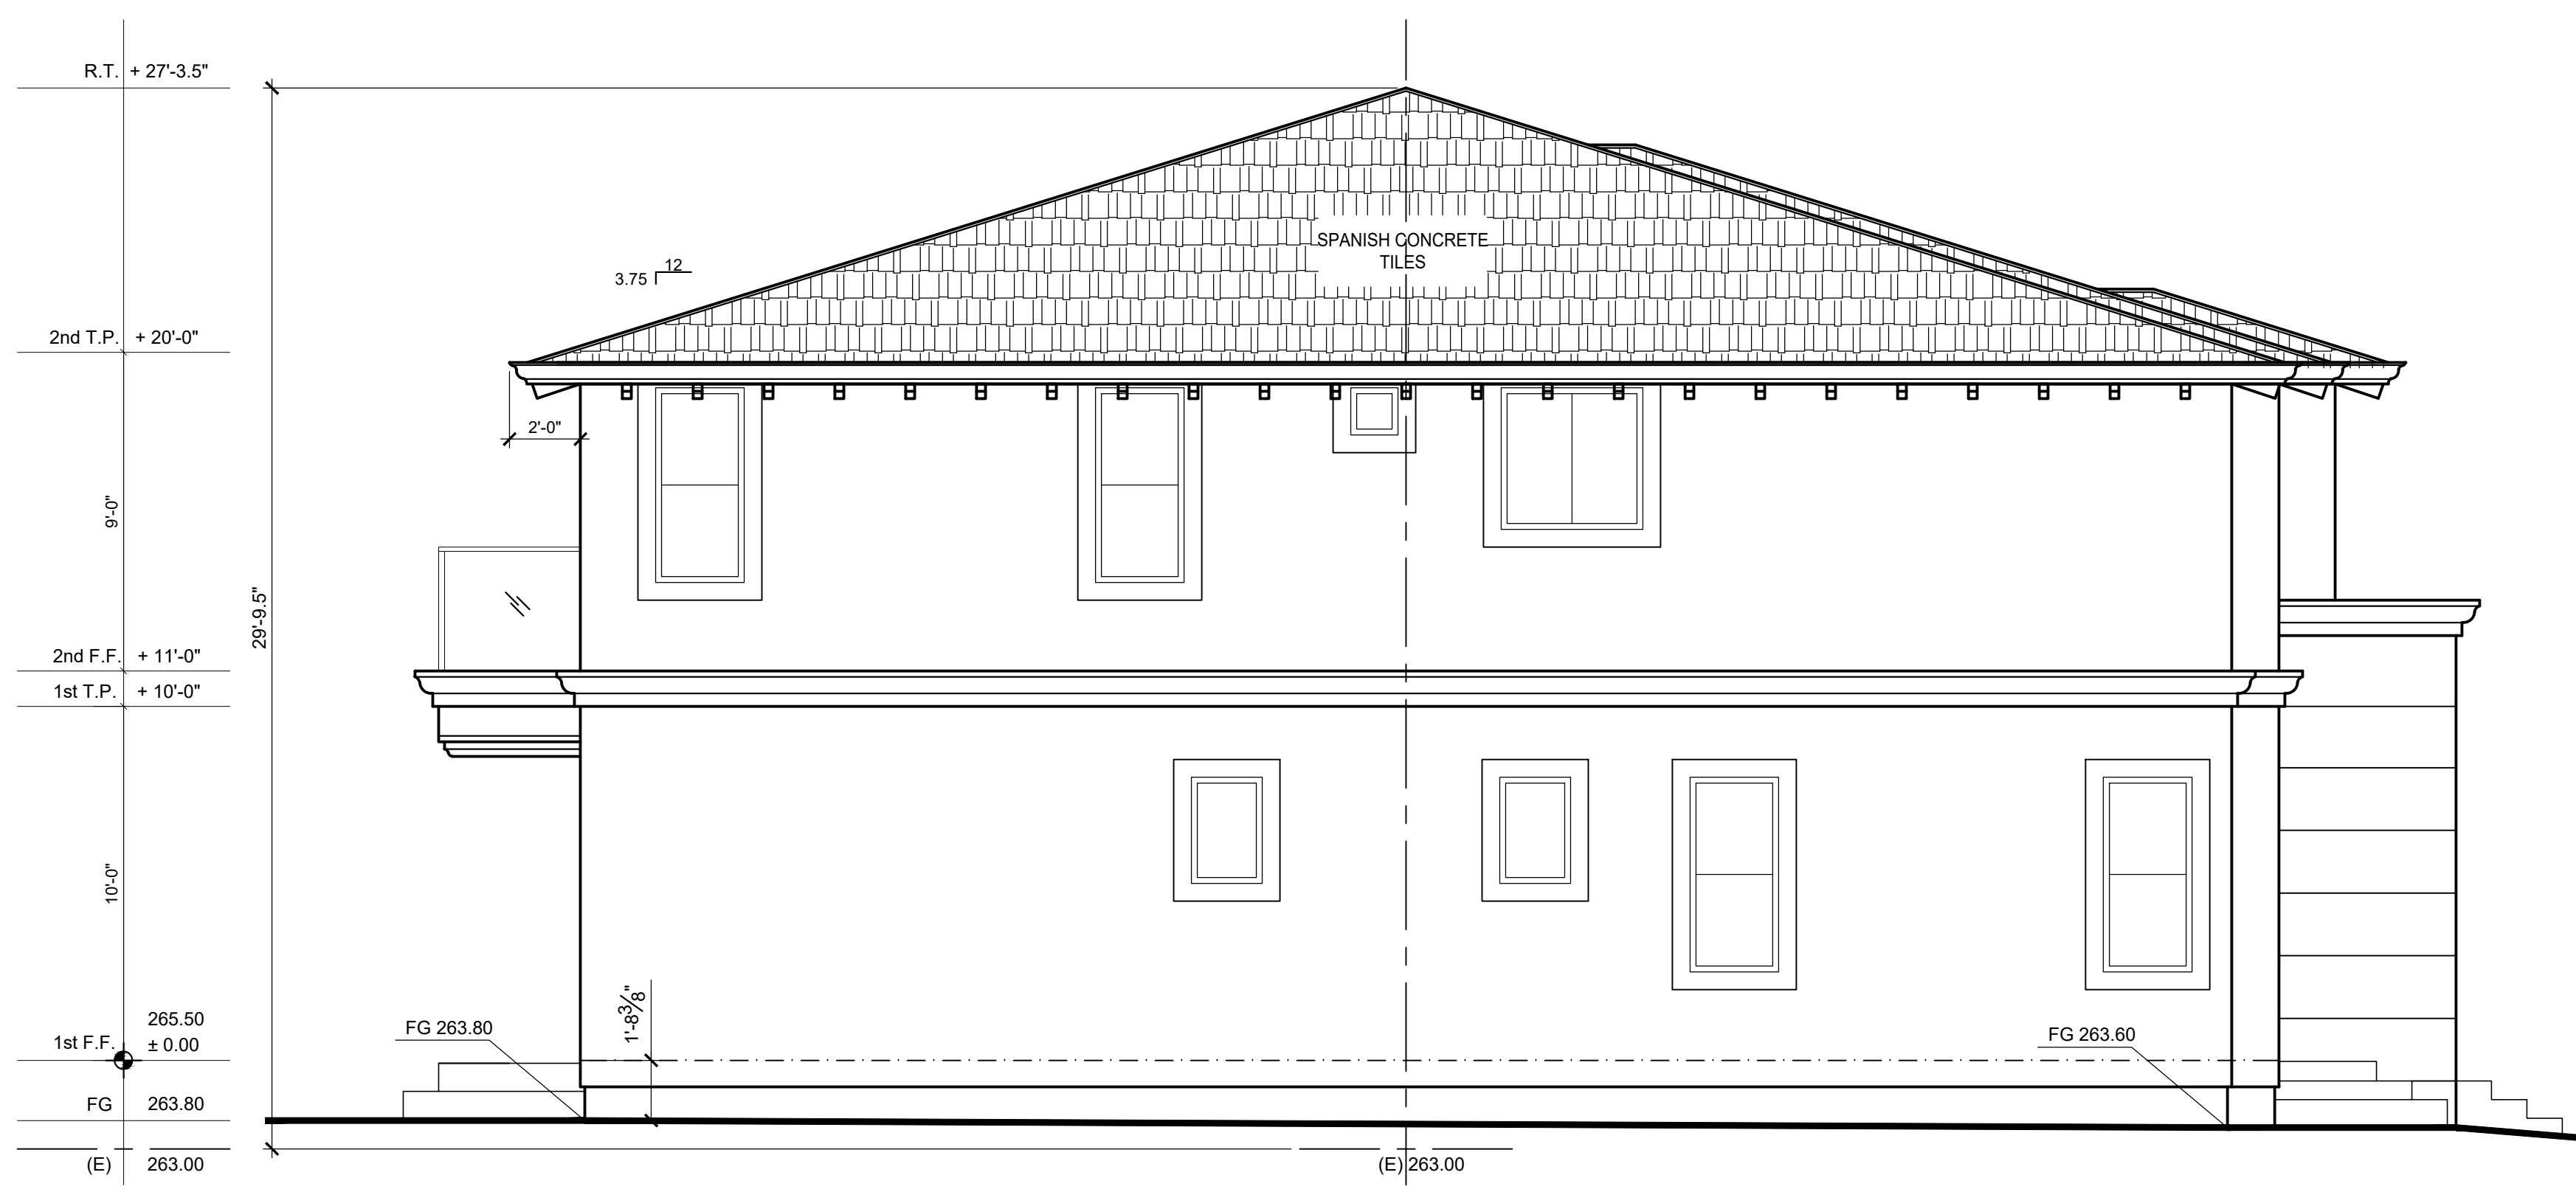 R.T. + 27'-3.5"
SPANISH CONCRETE
TILES
12
3.75
2nd T.P. + 20'-0"
2'-0"
9'-0"
29'-9.5"
2nd F.F. + 11'-0"
1st T.P. + 10'-0"
10'-0"
1'-8 3/8"
265.50
1st F.F. ± 0.00
FG 263.80
FG 263.60
FG 263.80
(E) 263.00
(E) 263.00